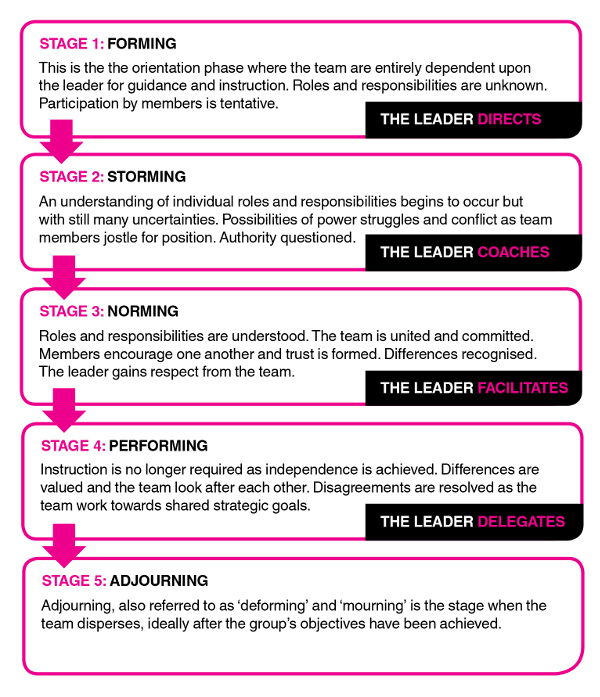 STAGE 1: FORMING
This is the the orientation phase where the team are entirely dependent upon
the leader for guidance and instruction. Roles and responsibilities are unknown.
Participation by members is tentative.
THE LEADER DIRECTS
STAGE 2: STORMING
An understanding of individual roles and responsibilities begins to occur but
with still many uncertainties. Possibilities of power struggles and conflict as team
members jostle for position. Authority questioned.
THE LEADER COACHES
STAGE 3: NORMING
Roles and responsibilities are understood. The team is united and committed.
Members encourage one another and trust is formed. Differences recognised.
The leader gains respect from the team.
THE LEADER FACILITATES
STAGE 4: PERFORMING
Instruction is no longer required as independence is achieved. Differences are
valued and the team look after each other. Disagreements are resolved as the
team work towards shared strategic goals.
THE LEADER DELEGATES
STAGE 5: ADJOURNING
Adjourning, also referred to as ‘deforming’ and ‘mourning’ is the stage when the
team disperses, ideally after the group’s objectives have been achieved.